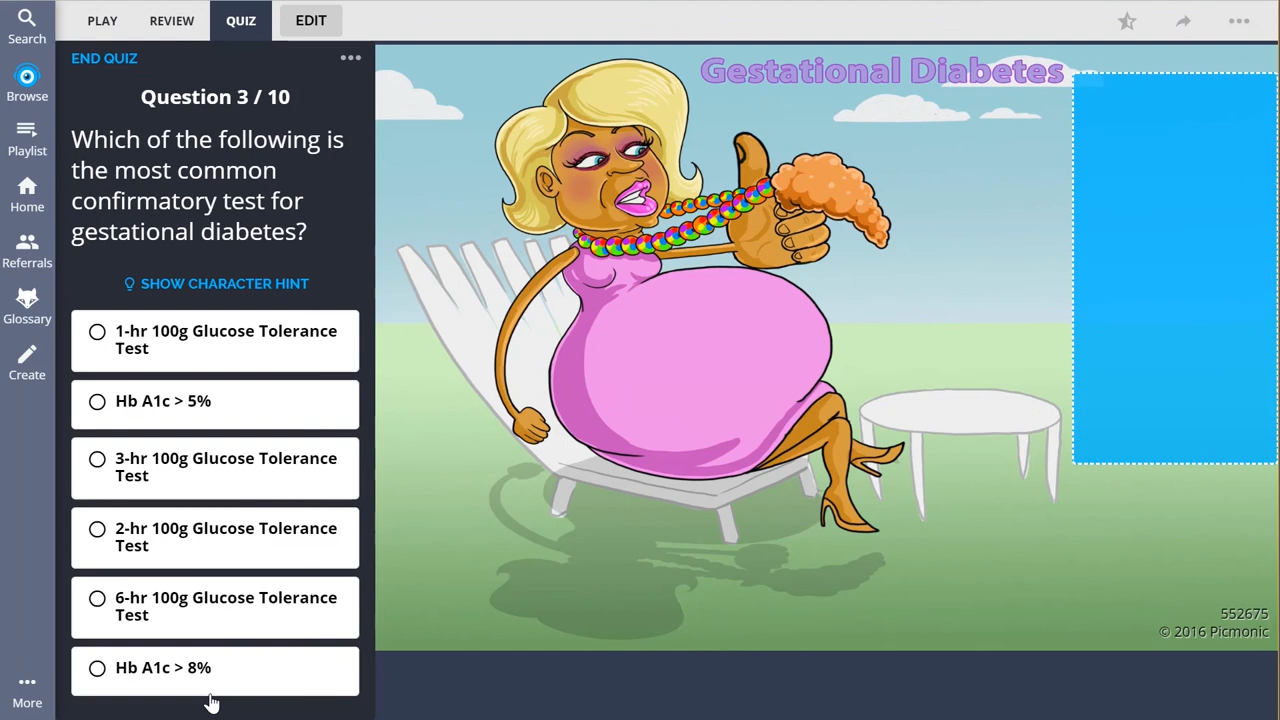 PLAY REVIEW QUIZ EDIT
Search
Browse
Playlist
Home
Referrals
Glossary
Create
More
END QUIZ
Question 3 / 10
Which of the following is
the most common
confirmatory test for
gestational diabetes?
SHOW CHARACTER HINT
1-hr 100g Glucose Tolerance
Test
Hb A1c > 5%
3-hr 100g Glucose Tolerance
Test
2-hr 100g Glucose Tolerance
Test
6-hr 100g Glucose Tolerance
Test
Hb A1c > 8%
Gestational Diabetes
552675
© 2016 Picmonic